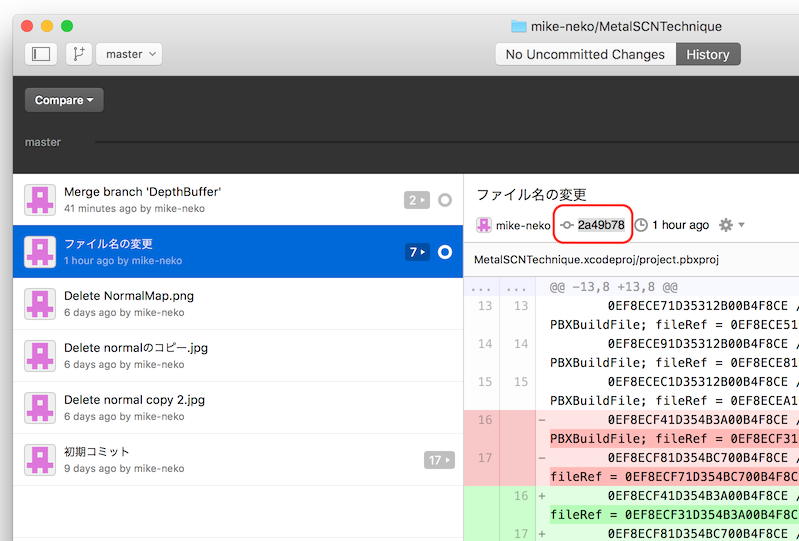 mike-neko/MetalSCNTechnique
master
No Uncommitted Changes
History
Compare
master
Merge branch 'DepthBuffer'
41 minutes ago by mike-neko
2
ファイル名の変更
1 hour ago by mike-neko
7
Delete NormalMap.png
6 days ago by mike-neko
Delete normalのコピー.jpg
6 days ago by mike-neko
Delete normal copy 2.jpg
6 days ago by mike-neko
初期コミット
9 days ago by mike-neko
17
ファイル名の変更
mike-neko 2a49b78 1 hour ago
MetalSCNTechnique.xcodeproj/project.pbxproj
... ... @@ -13,8 +13,8 @@
13 13 0EF8ECE71D35312B00B4F8CE /
PBXBuildFile; fileRef = 0EF8ECE51
14 14 0EF8ECE91D35312B00B4F8CE /
PBXBuildFile; fileRef = 0EF8ECE81
15 15 0EF8ECEC1D35312B00B4F8CE /
PBXBuildFile; fileRef = 0EF8ECEA1
16 - 0EF8ECF41D354B3A00B4F8CE /
PBXBuildFile; fileRef = 0EF8ECF31
17 - 0EF8ECF81D354BC700B4F8CE /
fileRef = 0EF8ECF71D354BC700B4F8C
16 + 0EF8ECF41D354B3A00B4F8CE /
fileRef = 0EF8ECF31D354B3A00B4F8C
17 + 0EF8ECF81D354BC700B4F8CE /